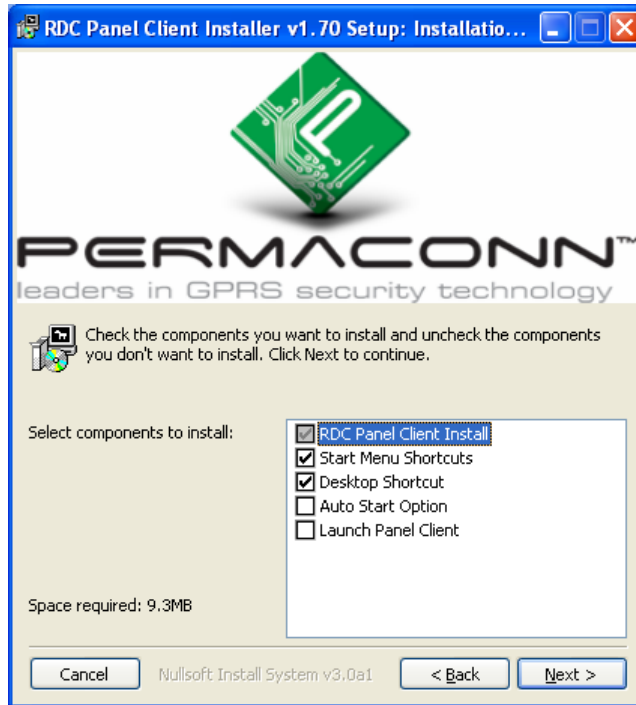 RDC Panel Client Installer v1.70 Setup: Installatio...
PERMACONN™
leaders in GPRS security technology
Check the components you want to install and uncheck the components
you don't want to install. Click Next to continue.
Select components to install:
RDC Panel Client Install
Start Menu Shortcuts
Desktop Shortcut
Auto Start Option
Launch Panel Client
Space required: 9.3MB
Cancel
Nullsoft Install System v3.0a1
< Back
Next >